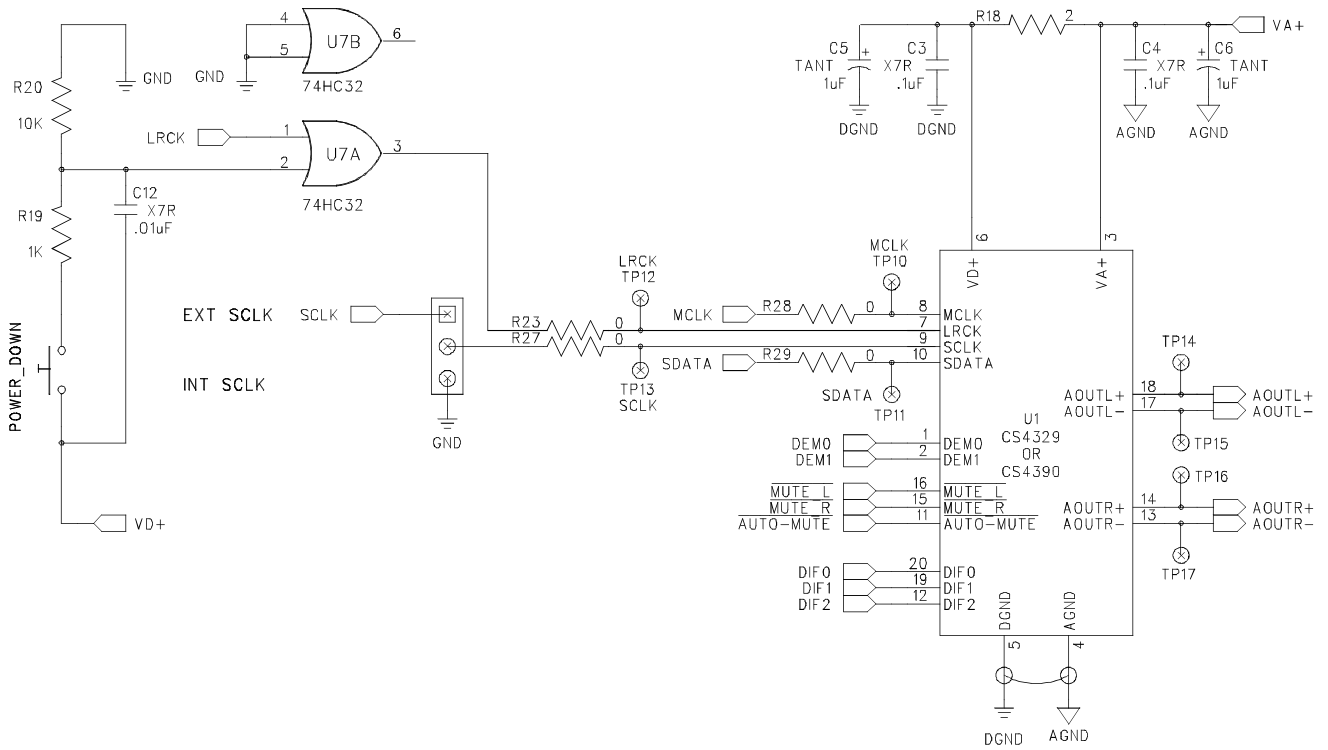 R18 2
VA+
4
5
U7B
6
74HC32
GND
GND
R20
10K
C5
TANT
1uF
+
DGND
C3
X7R
.1uF
DGND
C4
X7R
.1uF
AGND
C6
TANT
1uF
+
AGND
LRCK
1
2
U7A
3
74HC32
C12
X7R
.01uF
R19
1K
POWER_DOWN
VD+
EXT SCLK
SCLK
INT SCLK
GND
LRCK
TP12
R23 0
R27 0
TP13
SCLK
MCLK
TP10
MCLK R28 0
SDATA R29 0
SDATA
TP11
6
VD+
3
VA+
8 MCLK
7 LRCK
9 SCLK
10 SDATA
U1
CS4329
OR
CS4390
DEM0 1 DEM0
DEM1 2 DEM1
MUTE_L 16 MUTE_L
MUTE_R 15 MUTE_R
AUTO-MUTE 11 AUTO-MUTE
DIF0 20 DIF0
DIF1 19 DIF1
DIF2 12 DIF2
TP14
AOUTL+ 18 AOUTL+
AOUTL- 17 AOUTL-
TP15
TP16
AOUTR+ 14 AOUTR+
AOUTR- 13 AOUTR-
TP17
DGND
5
AGND
4
DGND
AGND